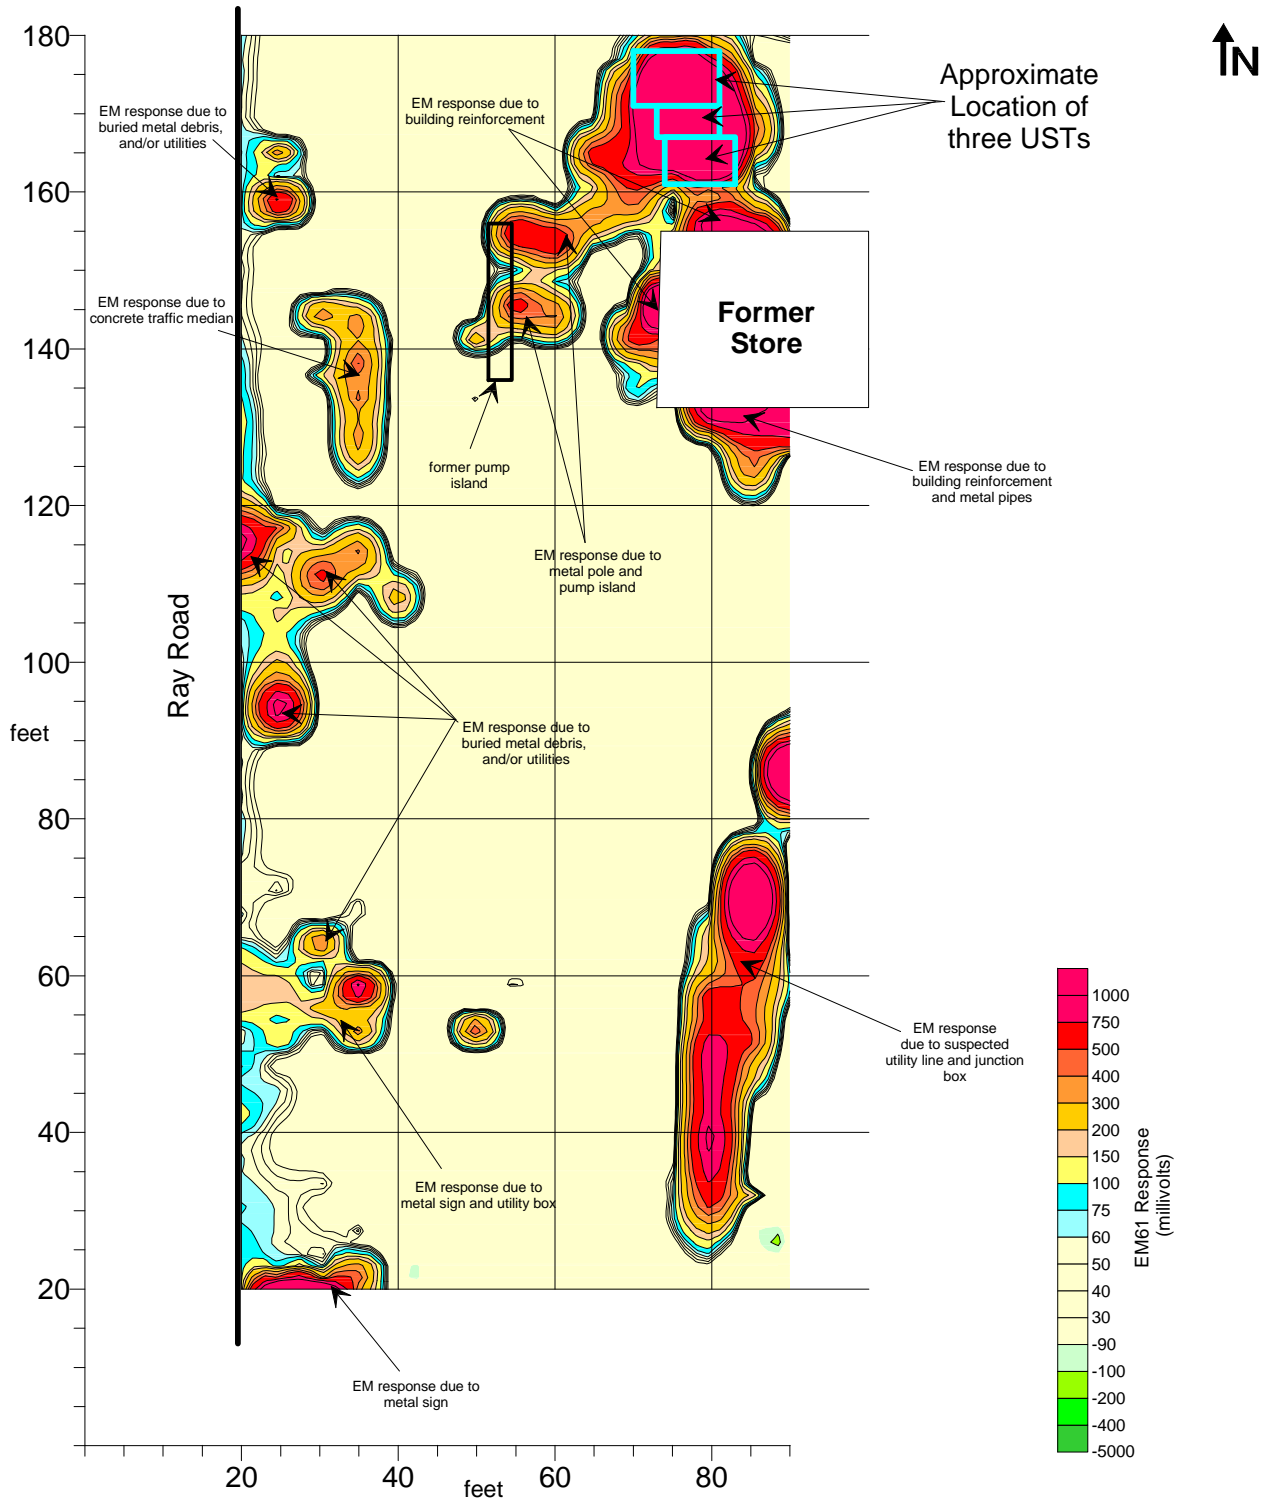 180
160
140
120
100
80
60
40
20
feet
20
40
60
80
feet
N
Ray Road
EM response due to
buried metal debris,
and/or utilities
EM response due to
building reinforcement
Approximate
Location of
three USTs
EM response due to
concrete traffic median
Former
Store
former pump
island
EM response due to
building reinforcement
and metal pipes
EM response due to
metal pole and
pump island
EM response due to
buried metal debris,
and/or utilities
EM response
due to suspected
utility line and junction
box
EM response due to
metal sign and utility box
EM response due to
metal sign
1000
750
500
400
300
200
150
100
75
60
50
40
30
-90
-100
-200
-400
-5000
EM61 Response
(millivolts)